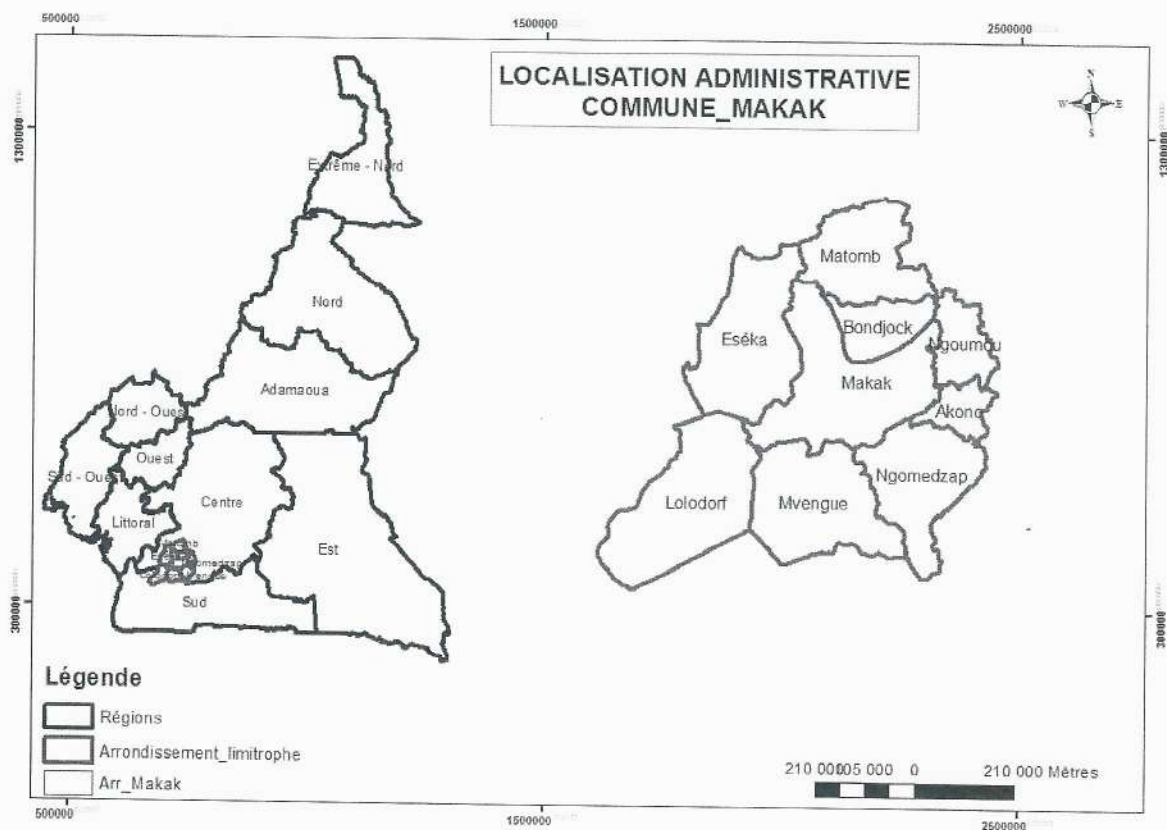 500000
1500000
2500000
LOCALISATION ADMINISTRATIVE
COMMUNE_MAKAK
N
W E
S
1300000
1300000
Extrême - Nord
Nord
Adamaoua
Nord - Ouest
Ouest
Sud - Ouest
Centre
Littoral
Est
Sud
Matomb
Bondjock
Eséka
Ngoumou
Makak
Akono
Ngomedzap
Lolodorf
Mvengue
300000
300000
Légende
Régions
Arrondissement_limitrophe
Arr_Makak
210 000105 000 0 210 000 Mètres
500000
1500000
2500000